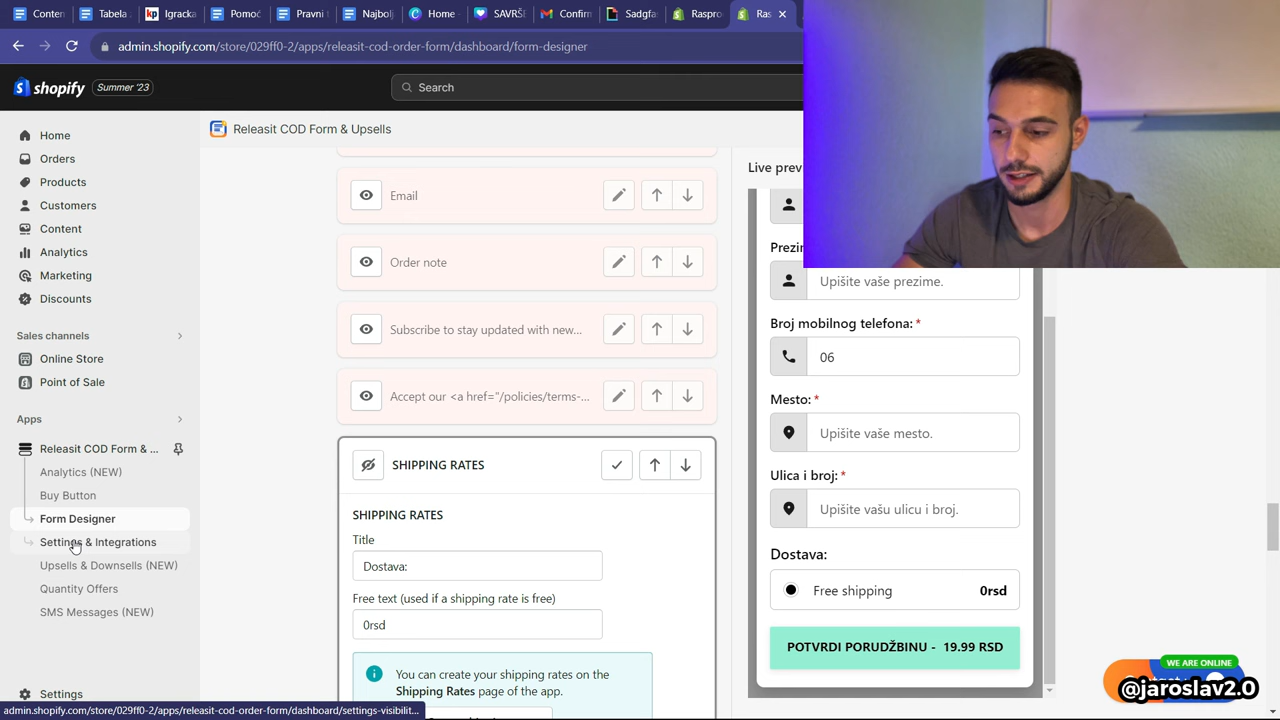 Conten
Tabela
kp Igracka
Pomoć
Pravni t
Najbolj
Home
SAVRŠI
Confirm
Sadgfa
Raspro
Ras
admin.shopify.com/store/029ff0-2/apps/releasit-cod-order-form/dashboard/form-designer
shopify
Summer '23
Search
Home
Orders
Products
Customers
Content
Analytics
Marketing
Discounts
Sales channels
Online Store
Point of Sale
Apps
Releasit COD Form & ...
Analytics (NEW)
Buy Button
Form Designer
Settings & Integrations
Upsells & Downsells (NEW)
Quantity Offers
SMS Messages (NEW)
Settings
admin.shopify.com/store/029ff0-2/apps/releasit-cod-order-form/dashboard/settings-visibilit...
Releasit COD Form & Upsells
Email
Order note
Subscribe to stay updated with new...
Accept our <a href="/policies/terms-...
SHIPPING RATES
SHIPPING RATES
Title
Dostava:
Free text (used if a shipping rate is free)
0rsd
You can create your shipping rates on the
Shipping Rates page of the app.
Live prev
Prezir
Upišite vaše prezime.
Broj mobilnog telefona: *
06
Mesto: *
Upišite vaše mesto.
Ulica i broj: *
Upišite vašu ulicu i broj.
Dostava:
Free shipping 0rsd
POTVRDI PORUDŽBINU - 19.99 RSD
WE ARE ONLINE
@jaroslav2.0